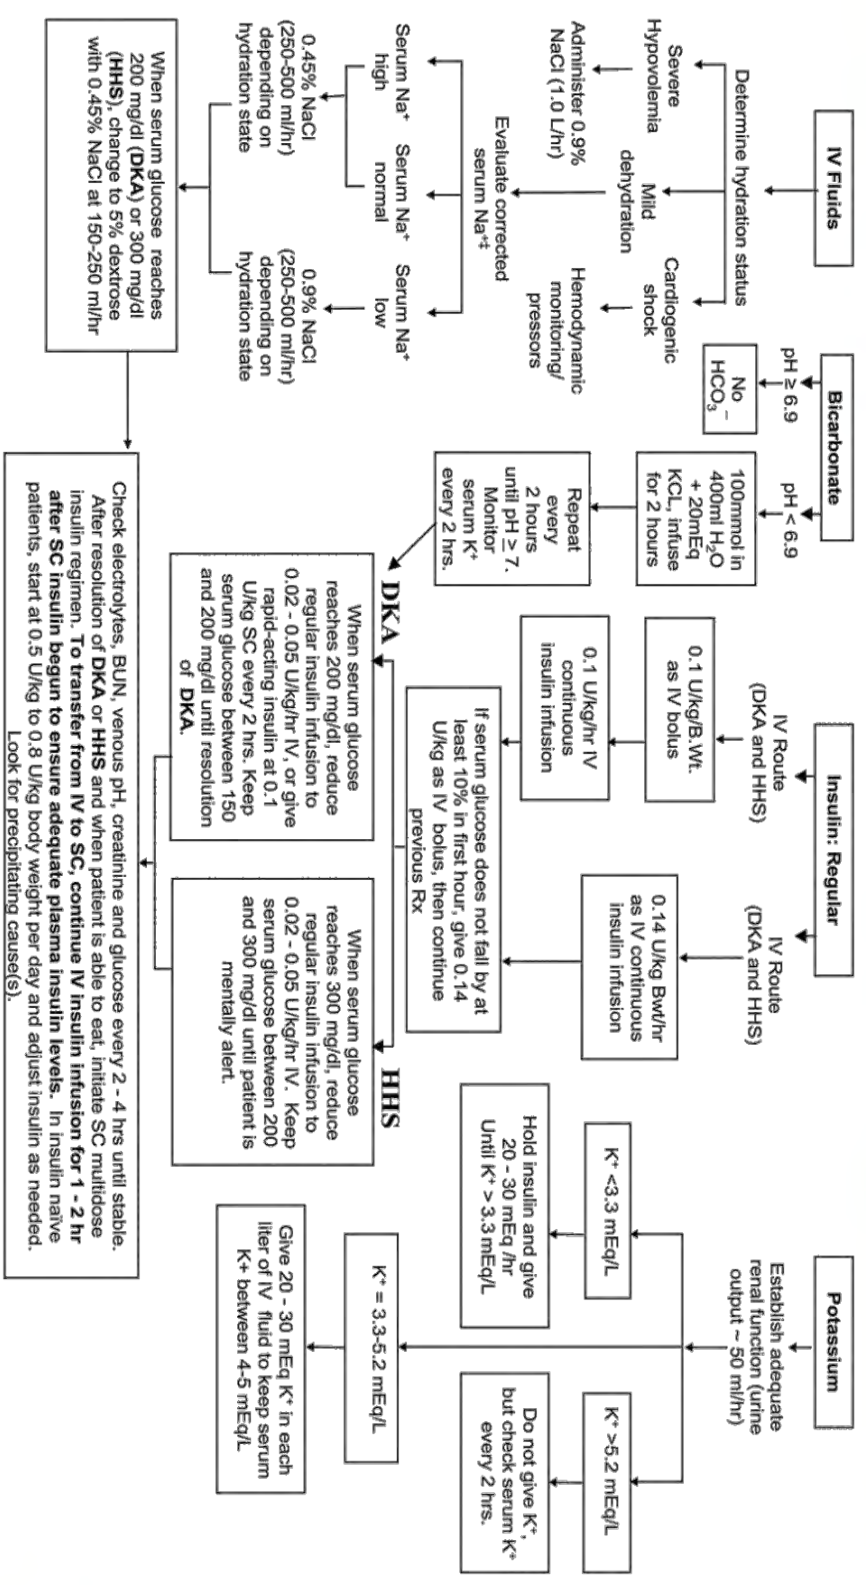 IV Fluids
Determine hydration status
Severe
Hypovolemia
Administer 0.9%
NaCl (1.0 L/hr)
Mild
dehydration
Evaluate corrected
serum Na⁺‡
Cardiogenic
shock
Hemodynamic
monitoring/
pressors
Serum Na⁺
high
Serum Na⁺
normal
Serum Na⁺
low
0.45% NaCl
(250-500 ml/hr)
depending on
hydration state
0.9% NaCl
(250-500 ml/hr)
depending on
hydration state
When serum glucose reaches
200 mg/dl (DKA) or 300 mg/dl
(HHS), change to 5% dextrose
with 0.45% NaCl at 150-250 ml/hr
Bicarbonate
pH ≥ 6.9
No
HCO₃⁻
pH < 6.9
100mmol in
400ml H₂O
+ 20mEq
KCL, infuse
for 2 hours
Repeat
every
2 hours
until pH ≥ 7.
Monitor
serum K⁺
every 2 hrs.
Insulin: Regular
IV Route
(DKA and HHS)
0.1 U/kg/B.Wt.
as IV bolus
0.1 U/kg/hr IV
continuous
insulin infusion
IV Route
(DKA and HHS)
0.14 U/kg Bwt/hr
as IV continuous
insulin infusion
If serum glucose does not fall by at
least 10% in first hour, give 0.14
U/kg as IV bolus, then continue
previous Rx
DKA
When serum glucose
reaches 200 mg/dl, reduce
regular insulin infusion to
0.02 - 0.05 U/kg/hr IV, or give
rapid-acting insulin at 0.1
U/kg SC every 2 hrs. Keep
serum glucose between 150
and 200 mg/dl until resolution
of DKA.
HHS
When serum glucose
reaches 300 mg/dl, reduce
regular insulin infusion to
0.02 - 0.05 U/kg/hr IV. Keep
serum glucose between 200
and 300 mg/dl until patient is
mentally alert.
Potassium
Establish adequate
renal function (urine
output ~ 50 ml/hr)
K⁺ <3.3 mEq/L
Hold insulin and give
20 - 30 mEq /hr
Until K⁺ > 3.3 mEq/L
K⁺ >5.2 mEq/L
Do not give K⁺,
but check serum K⁺
every 2 hrs.
K⁺ = 3.3-5.2 mEq/L
Give 20 - 30 mEq K⁺ in each
liter of IV fluid to keep serum
K+ between 4-5 mEq/L
Check electrolytes, BUN, venous pH, creatinine and glucose every 2 - 4 hrs until stable.
After resolution of DKA or HHS and when patient is able to eat, initiate SC multidose
insulin regimen. To transfer from IV to SC, continue IV insulin infusion for 1 - 2 hr
after SC insulin begun to ensure adequate plasma insulin levels. In insulin naïve
patients, start at 0.5 U/kg to 0.8 U/kg body weight per day and adjust insulin as needed.
Look for precipitating cause(s).